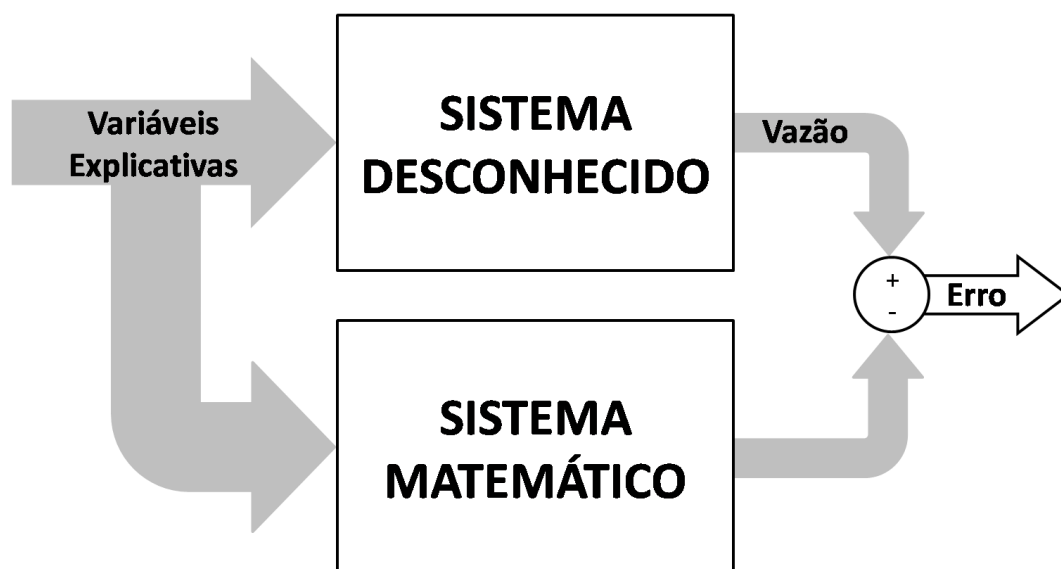 Variáveis
Explicativas
SISTEMA
DESCONHECIDO
Vazão
+
-
Erro
SISTEMA
MATEMÁTICO